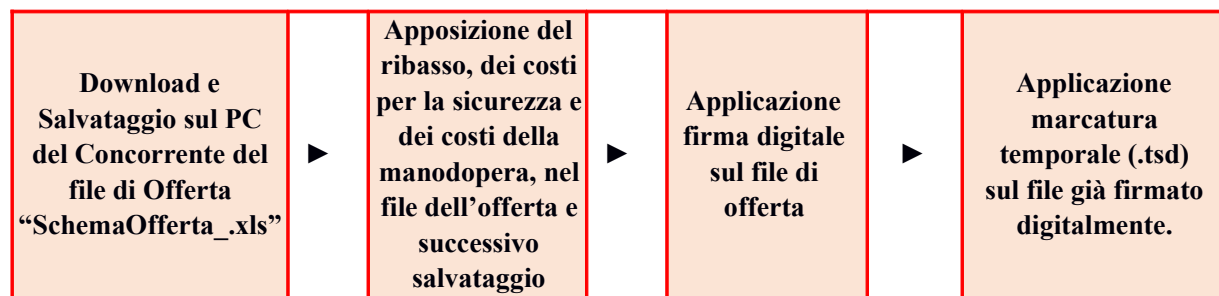 Download e
Salvataggio sul PC
del Concorrente del
file di Offerta
“SchemaOfferta_.xls”
►
Apposizione del
ribasso, dei costi
per la sicurezza e
dei costi della
manodopera, nel
file dell’offerta e
successivo
salvataggio
►
Applicazione
firma digitale
sul file di
offerta
►
Applicazione
marcatura
temporale (.tsd)
sul file già firmato
digitalmente.